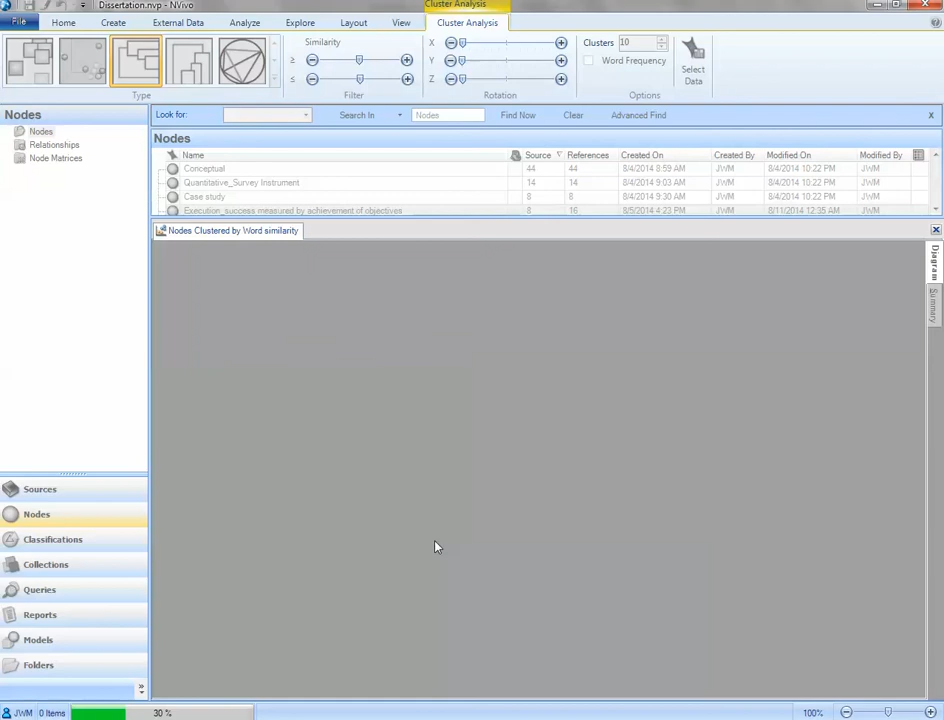 Dissertation.nvp - NVivo
Cluster Analysis
File Home Create External Data Analyze Explore Layout View Cluster Analysis
Similarity
≥
≤
Type
Filter
X
Y
Z
Rotation
Clusters 10
Word Frequency
Select
Data
Options
Nodes
Look for: Search In Nodes Find Now Clear Advanced Find x
Nodes
Relationships
Node Matrices
Nodes
Name Source References Created On Created By Modified On Modified By
Conceptual 44 44 8/4/2014 8:59 AM JWM 8/4/2014 10:22 PM JWM
Quantitative_Survey Instrument 14 14 8/4/2014 9:03 AM JWM 8/4/2014 10:22 PM JWM
Case study 8 8 8/4/2014 9:30 AM JWM 8/4/2014 10:22 PM JWM
Execution_success measured by achievement of objectives 8 16 8/5/2014 4:23 PM JWM 8/11/2014 12:35 AM JWM
Nodes Clustered by Word similarity
Diagram
Summary
Sources
Nodes
Classifications
Collections
Queries
Reports
Models
Folders
JWM 0 Items 30 % 100%